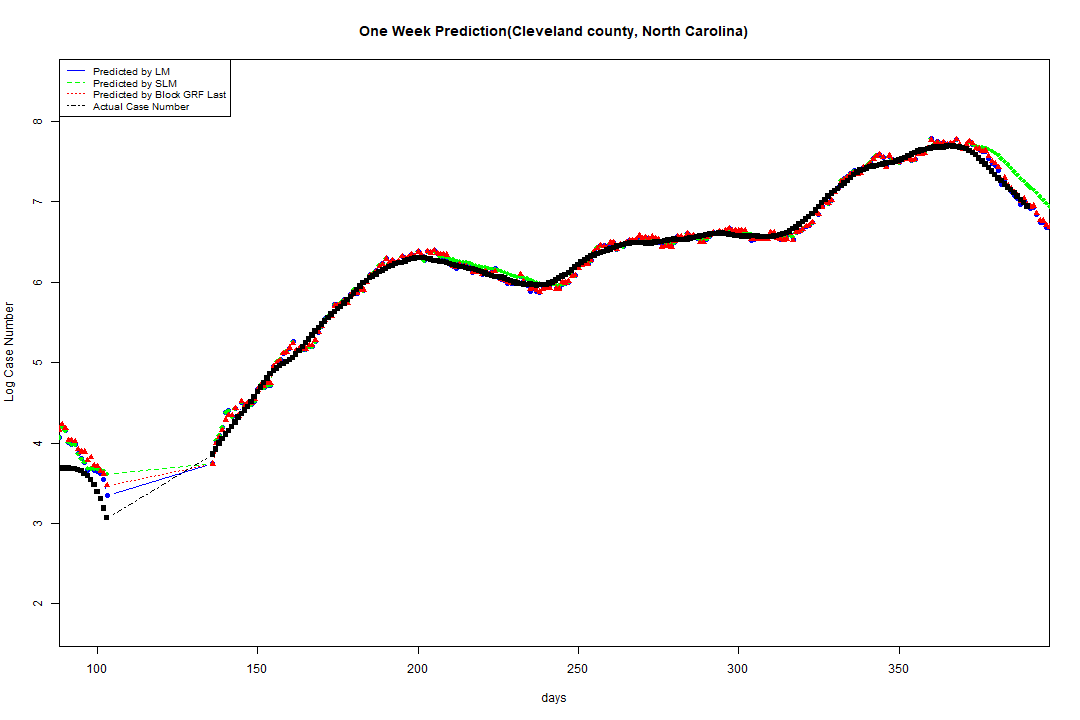 One Week Prediction(Cleveland county, North Carolina)
Predicted by LM
Predicted by SLM
Predicted by Block GRF Last
Actual Case Number
Log Case Number
8
7
6
5
4
3
2
100 150 200 250 300 350
days